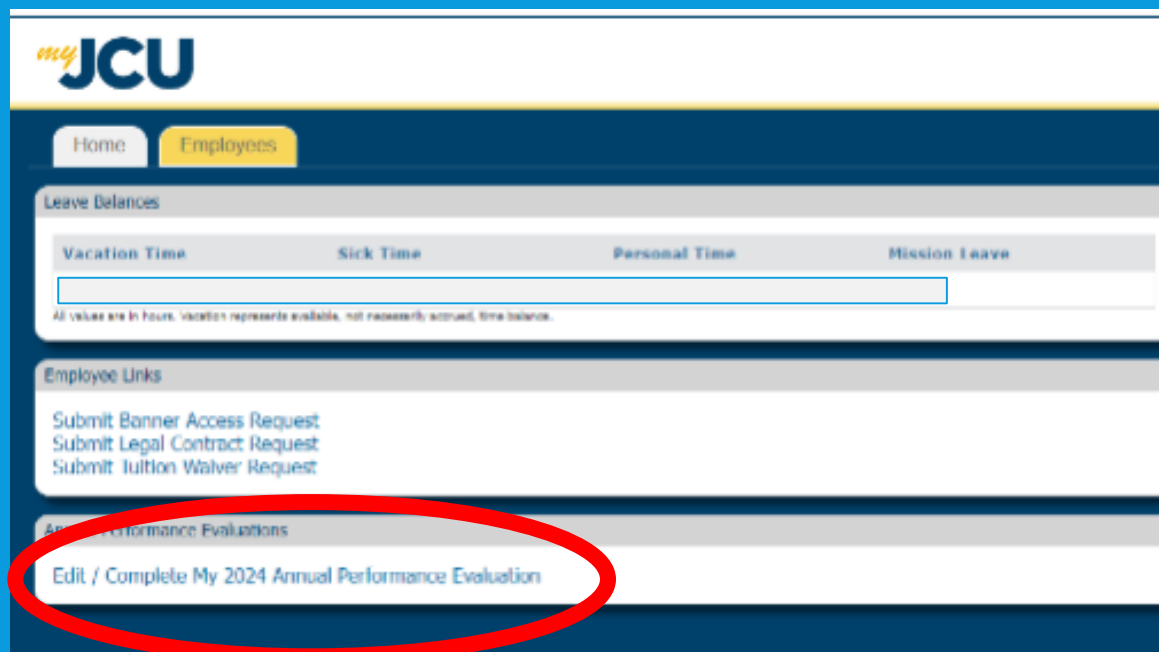 my JCU
Home Employees
Leave Balances
Vacation Time Sick Time Personal Time Mission Leave
All values are in hours. Vacation represents available, not necessarily accrued, time balance.
Employee Links
Submit Banner Access Request
Submit Legal Contract Request
Submit Tuition Waiver Request
Performance Evaluations
Edit / Complete My 2024 Annual Performance Evaluation